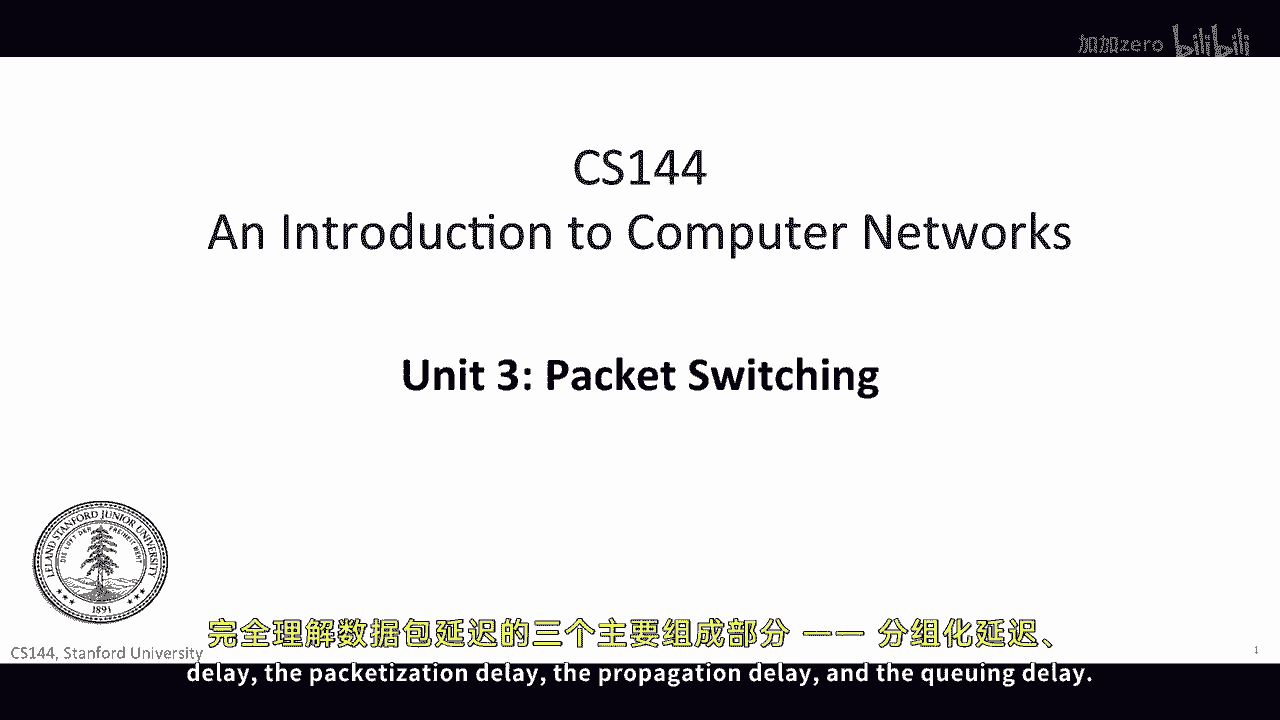 加加zero bilibili
CS144
An Introduction to Computer Networks
Unit 3: Packet Switching
LELAND STANFORD JUNIOR UNIVERSITY
DIE LUFT DER FREIHEIT WEHT
1891
完全理解数据包延迟的三个主要组成部分 —— 分组化延迟、
CS144, Stanford University
1
delay, the packetization delay, the propagation delay, and the queuing delay.